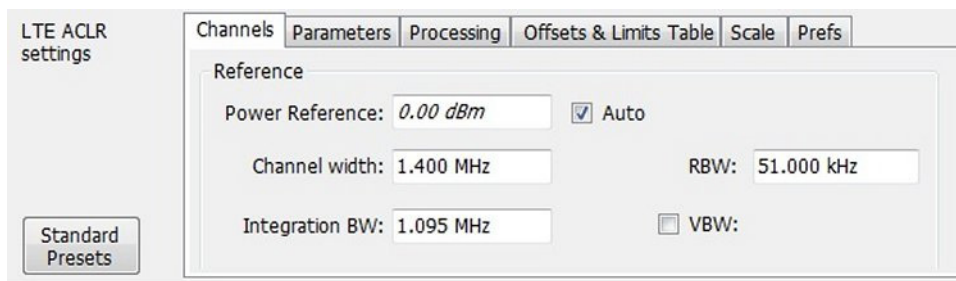 LTE ACLR
settings
Channels Parameters Processing Offsets & Limits Table Scale Prefs
Reference
Power Reference: 0.00 dBm Auto
Channel width: 1.400 MHz RBW: 51.000 kHz
Integration BW: 1.095 MHz VBW:
Standard
Presets